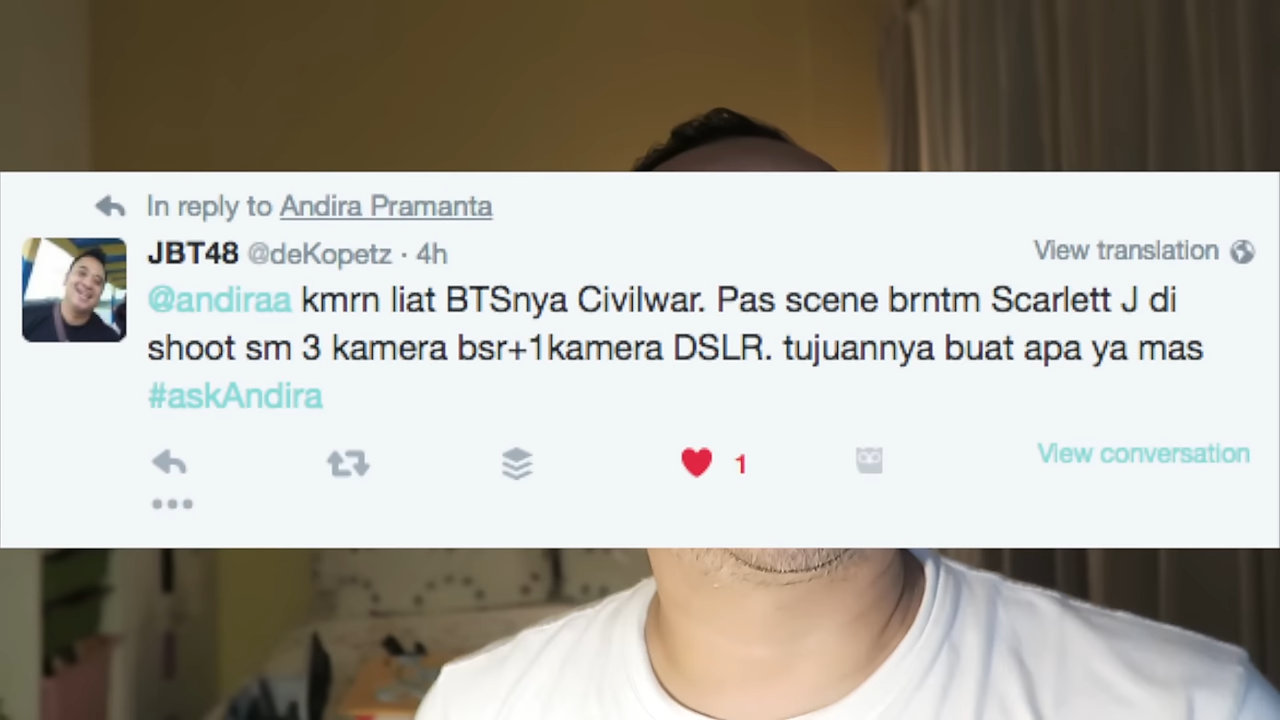 In reply to Andira Pramanta
JBT48 @deKopetz · 4h
View translation
@andiraa kmrn liat BTSnya Civilwar. Pas scene brntm Scarlett J di
shoot sm 3 kamera bsr+1kamera DSLR. tujuannya buat apa ya mas
#askAndira
1
View conversation